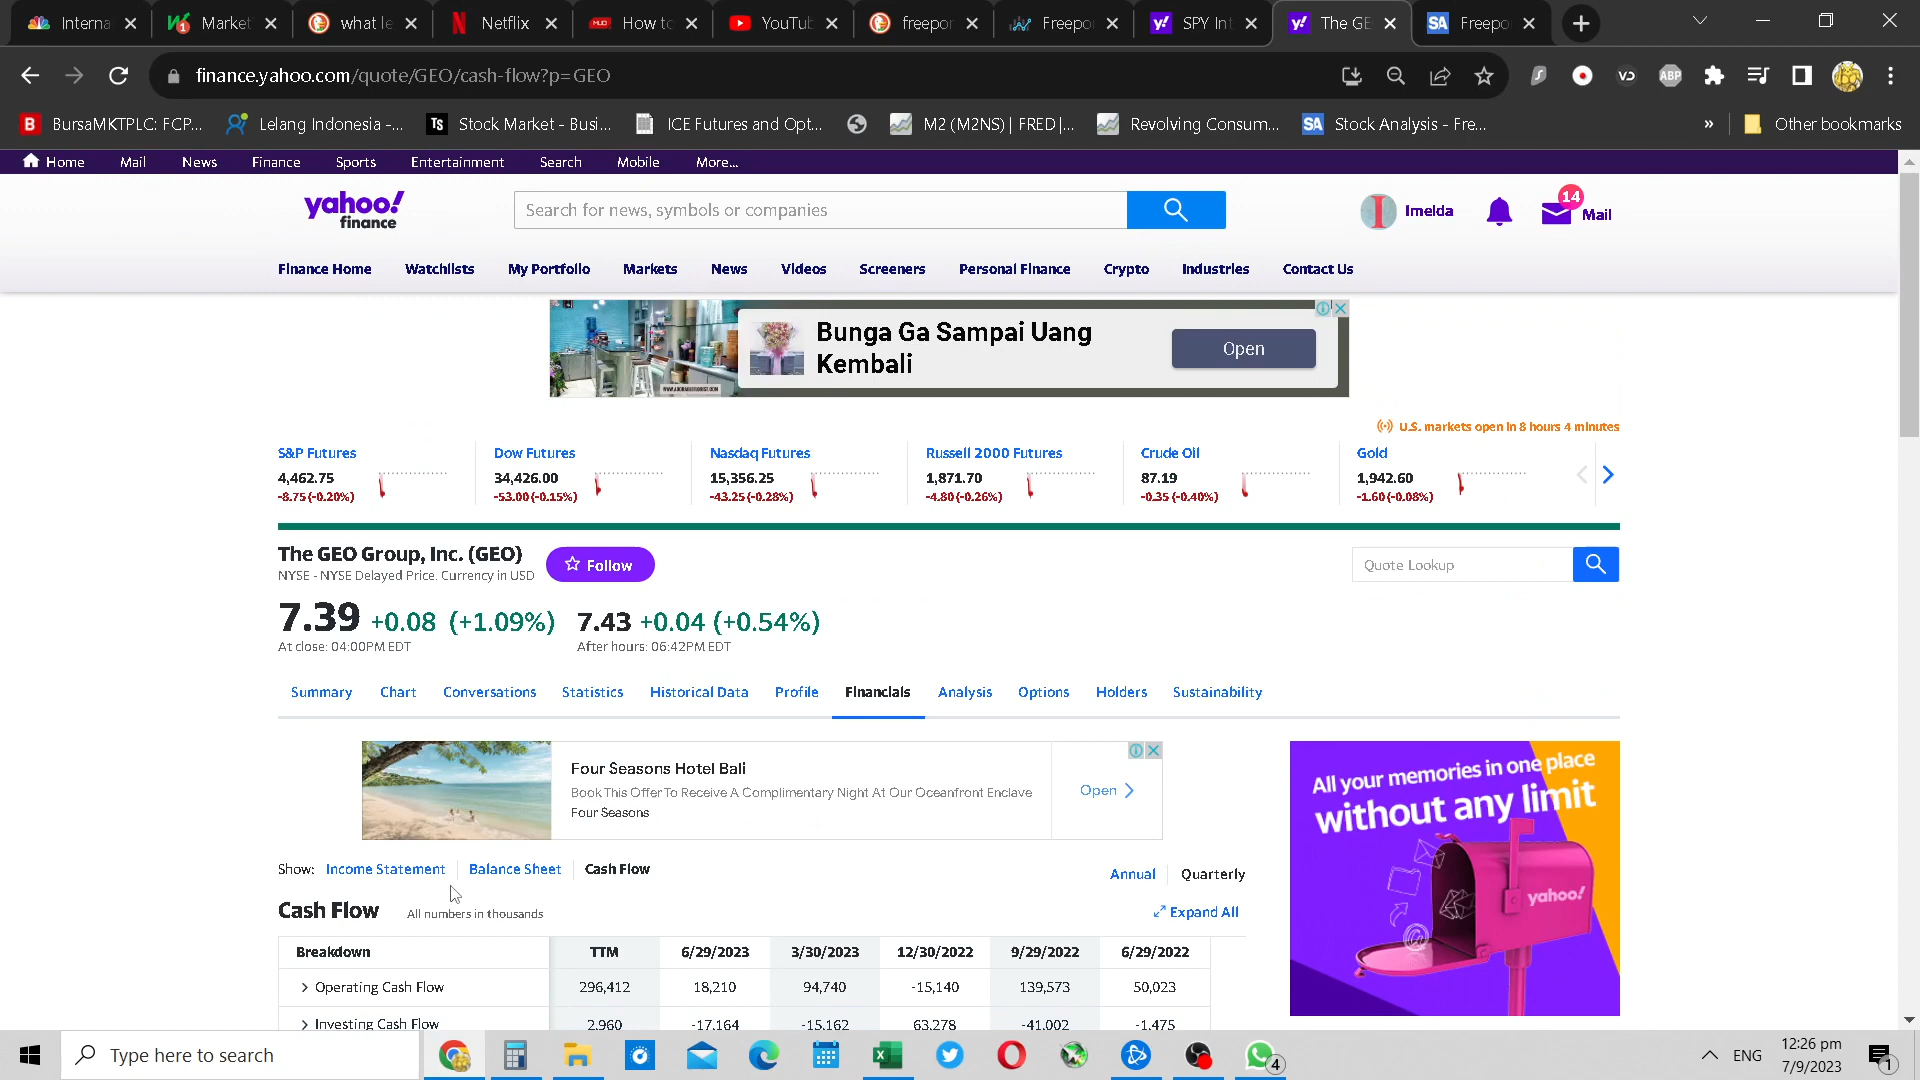 Interna
Market
what le
Netflix
How to
YouTub
freepor
Freepor
SPY Int
The GE
Freepo
finance.yahoo.com/quote/GEO/cash-flow?p=GEO
BursaMKTPLC: FCP...
Lelang Indonesia -...
Stock Market - Busi...
ICE Futures and Opt...
M2 (M2NS) | FRED |...
Revolving Consum...
Stock Analysis - Fre...
» Other bookmarks
Home Mail News Finance Sports Entertainment Search Mobile More...
yahoo!
finance
Search for news, symbols or companies
Imelda
14
Mail
Finance Home Watchlists My Portfolio Markets News Videos Screeners Personal Finance Crypto Industries Contact Us
Bunga Ga Sampai Uang
Kembali
Open
U.S. markets open in 8 hours 4 minutes
S&P Futures
4,462.75
-8.75 (-0.20%)
Dow Futures
34,426.00
-53.00 (-0.15%)
Nasdaq Futures
15,356.25
-43.25 (-0.28%)
Russell 2000 Futures
1,871.70
-4.80 (-0.26%)
Crude Oil
87.19
-0.35 (-0.40%)
Gold
1,942.60
-1.60 (-0.08%)
The GEO Group, Inc. (GEO)
NYSE - NYSE Delayed Price. Currency in USD
Follow
Quote Lookup
7.39 +0.08 (+1.09%)
At close: 04:00PM EDT
7.43 +0.04 (+0.54%)
After hours: 06:42PM EDT
Summary Chart Conversations Statistics Historical Data Profile Financials Analysis Options Holders Sustainability
Four Seasons Hotel Bali
Book This Offer To Receive A Complimentary Night At Our Oceanfront Enclave
Four Seasons
Open
All your memories in one place
without any limit
yahoo!
Show: Income Statement Balance Sheet Cash Flow
Annual Quarterly
Cash Flow All numbers in thousands
Expand All
Breakdown TTM 6/29/2023 3/30/2023 12/30/2022 9/29/2022 6/29/2022
Operating Cash Flow 296,412 18,210 94,740 -15,140 139,573 50,023
Investing Cash Flow 2,960 -17,164 -15,162 63,278 -41,002 -1,475
Type here to search
4
ENG
12:26 pm
7/9/2023
1